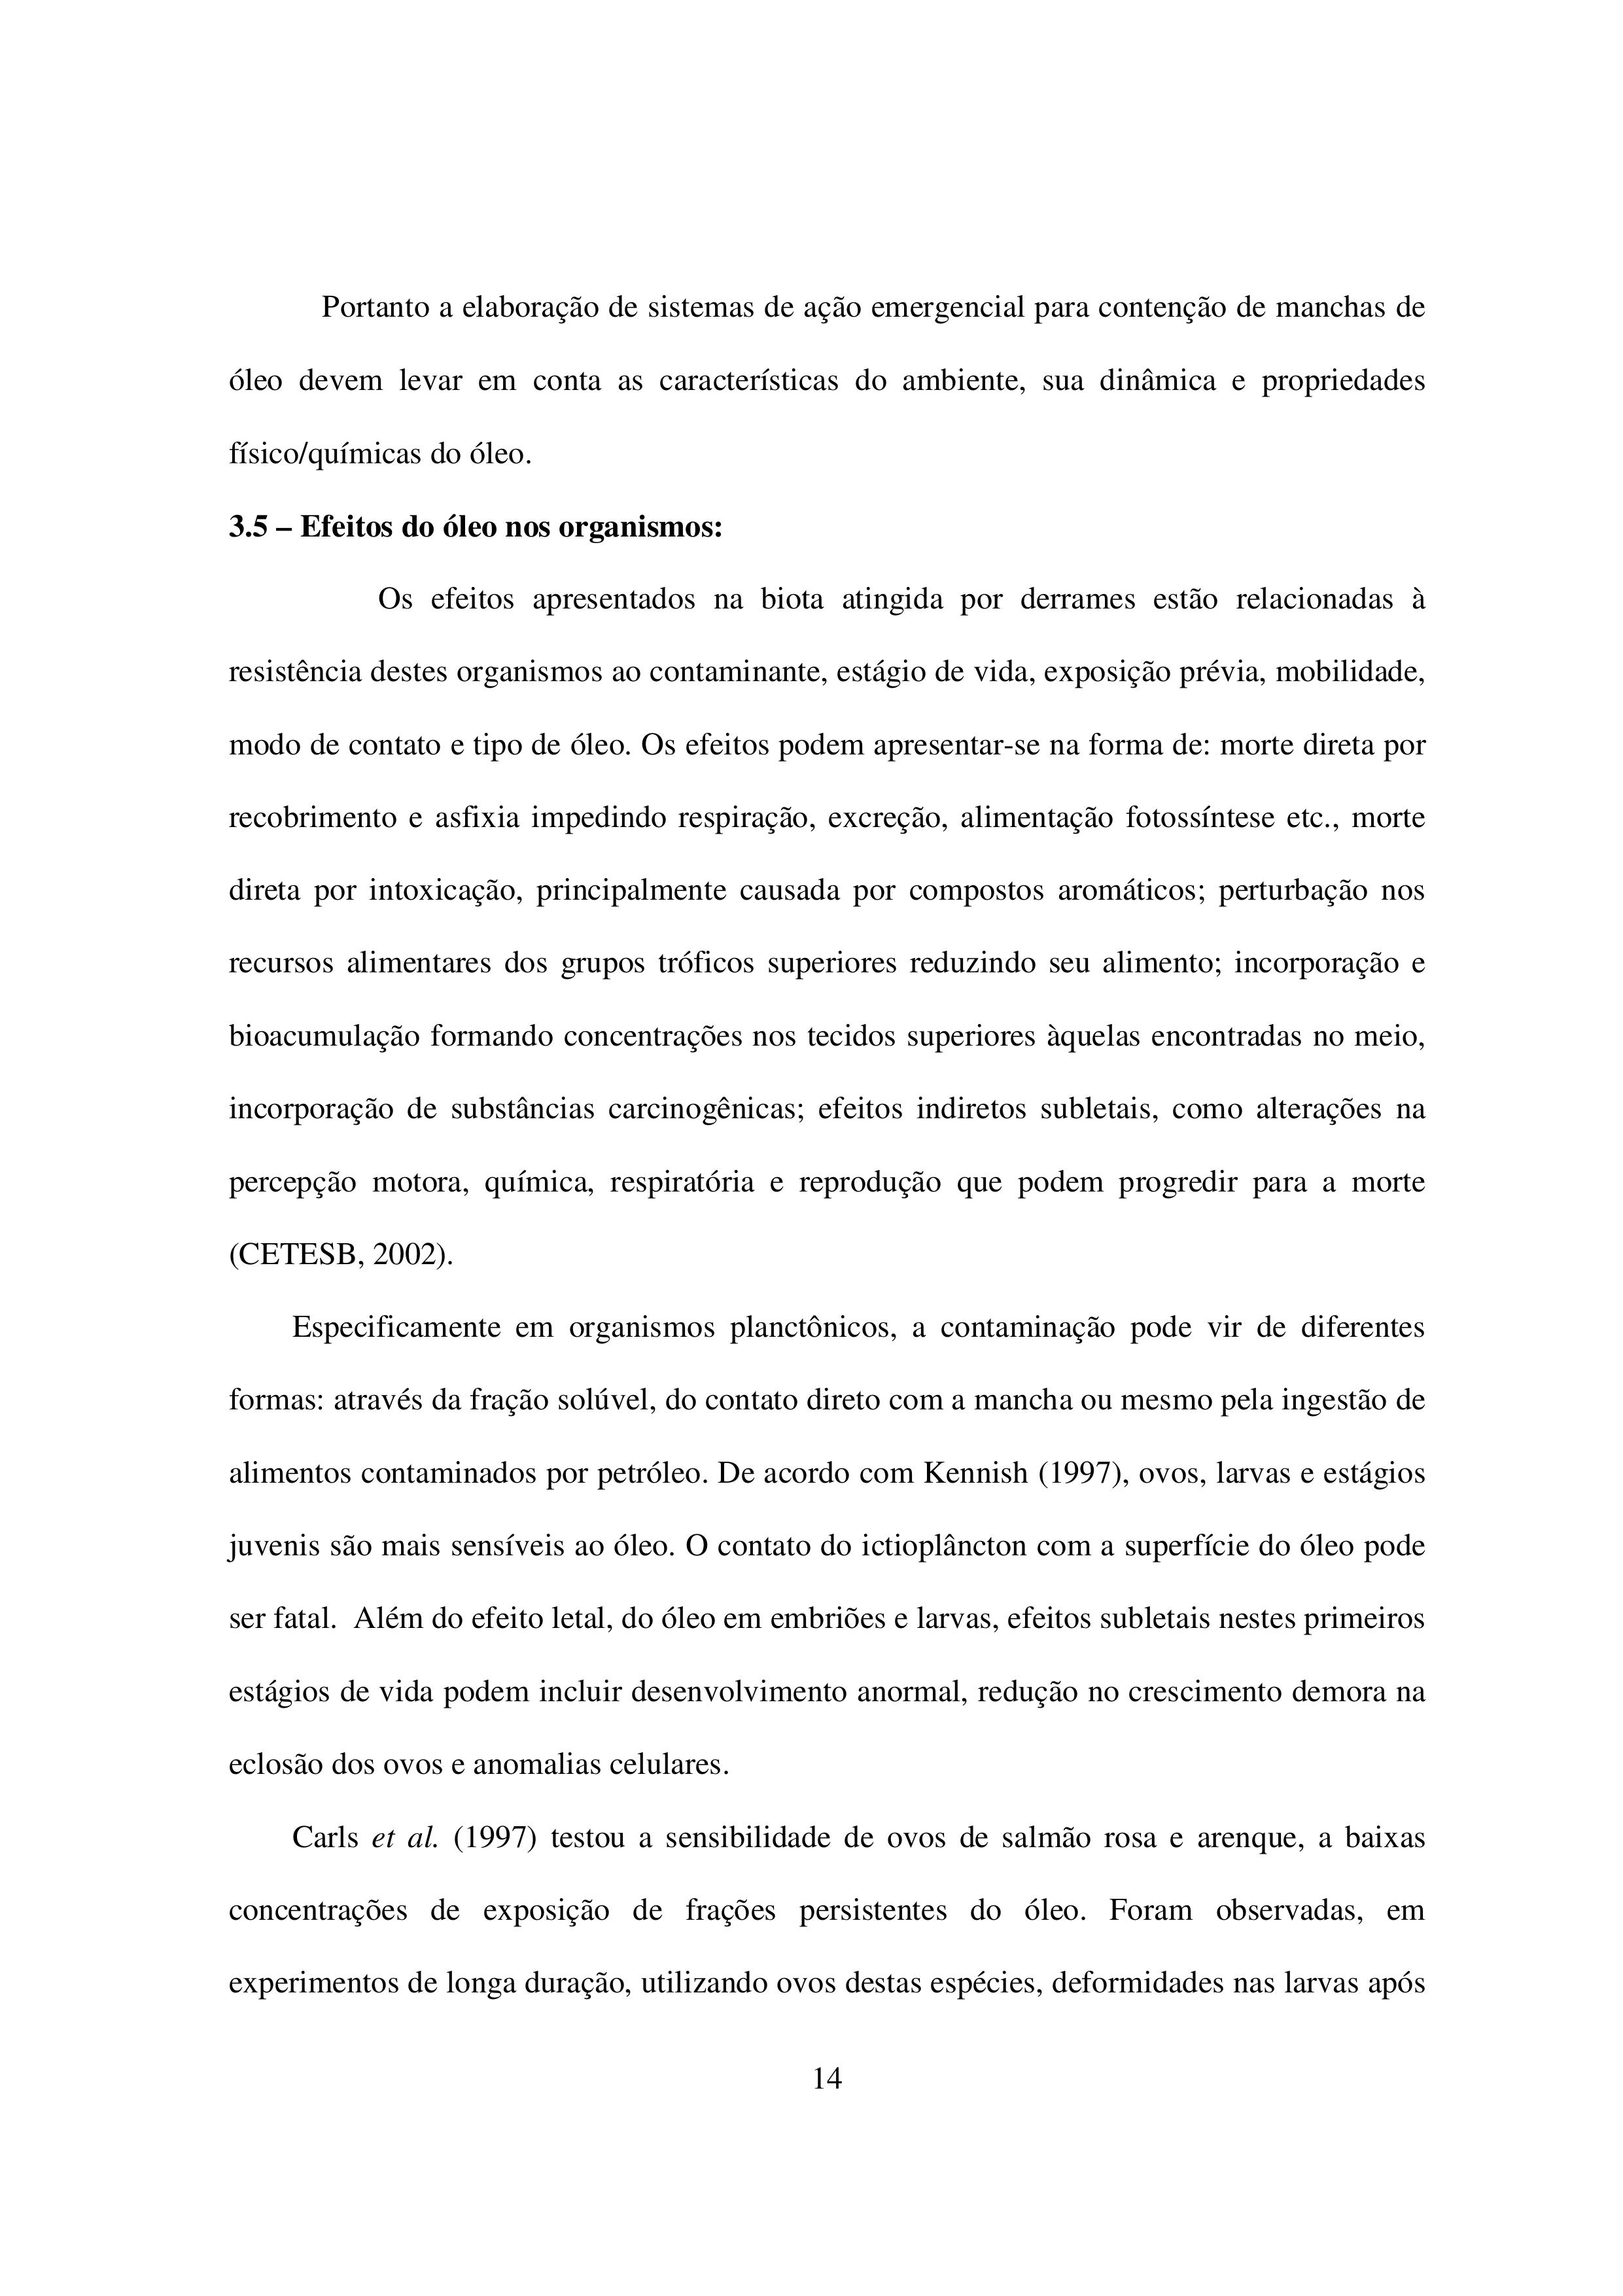 Portanto a elaboração de sistemas de ação emergencial para contenção de manchas de
óleo devem levar em conta as características do ambiente, sua dinâmica e propriedades
físico/químicas do óleo.
3.5 – Efeitos do óleo nos organismos:
Os efeitos apresentados na biota atingida por derrames estão relacionadas à
resistência destes organismos ao contaminante, estágio de vida, exposição prévia, mobilidade,
modo de contato e tipo de óleo. Os efeitos podem apresentar-se na forma de: morte direta por
recobrimento e asfixia impedindo respiração, excreção, alimentação fotossíntese etc., morte
direta por intoxicação, principalmente causada por compostos aromáticos; perturbação nos
recursos alimentares dos grupos tróficos superiores reduzindo seu alimento; incorporação e
bioacumulação formando concentrações nos tecidos superiores àquelas encontradas no meio,
incorporação de substâncias carcinogênicas; efeitos indiretos subletais, como alterações na
percepção motora, química, respiratória e reprodução que podem progredir para a morte
(CETESB, 2002).
Especificamente em organismos planctônicos, a contaminação pode vir de diferentes
formas: através da fração solúvel, do contato direto com a mancha ou mesmo pela ingestão de
alimentos contaminados por petróleo. De acordo com Kennish (1997), ovos, larvas e estágios
juvenis são mais sensíveis ao óleo. O contato do ictioplâncton com a superfície do óleo pode
ser fatal.  Além do efeito letal, do óleo em embriões e larvas, efeitos subletais nestes primeiros
estágios de vida podem incluir desenvolvimento anormal, redução no crescimento demora na
eclosão dos ovos e anomalias celulares.
Carls et al. (1997) testou a sensibilidade de ovos de salmão rosa e arenque, a baixas
concentrações de exposição de frações persistentes do óleo. Foram observadas, em
experimentos de longa duração, utilizando ovos destas espécies, deformidades nas larvas após
14